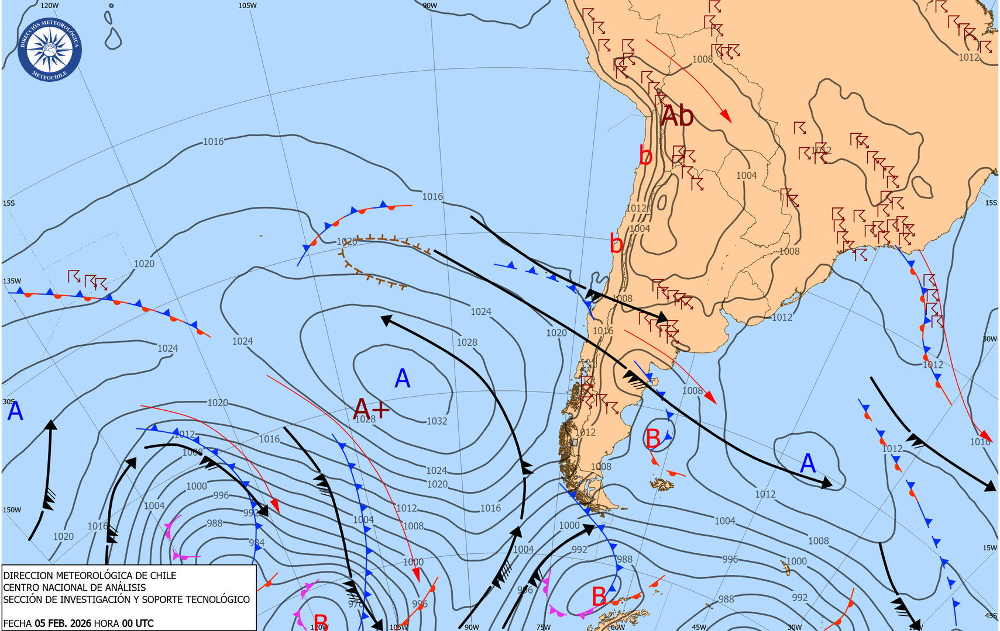 120W
105W
90W
DIRECCIÓN METEOROLÓGICA
METEOCHILE
1012
1008
Ab
1016
b
1012
1004
1016
15S
15S
1012
1004
b
1020
1020
1008
135W
1008
1024
1012
1020
1016
1024
1028
1024
30W
1012
A
A+
1028
1032
1008
30S
A
1020
1012
1008
1016
1012
B
1012
1016
A
1008
1024
1020
1000
996
1004
992
988
984
1016
1020
150W
1012
1004
1008
1000
1016
1000
1004
992
988
996
1012
1004
1008
996
1000
15W
992
988
B
976
996
B
120W
105W
90W
75W
60W
45W
30W
15W
45S
DIRECCION METEOROLÓGICA DE CHILE
CENTRO NACIONAL DE ANÁLISIS
SECCIÓN DE INVESTIGACIÓN Y SOPORTE TECNOLÓGICO
FECHA 05 FEB. 2026 HORA 00 UTC